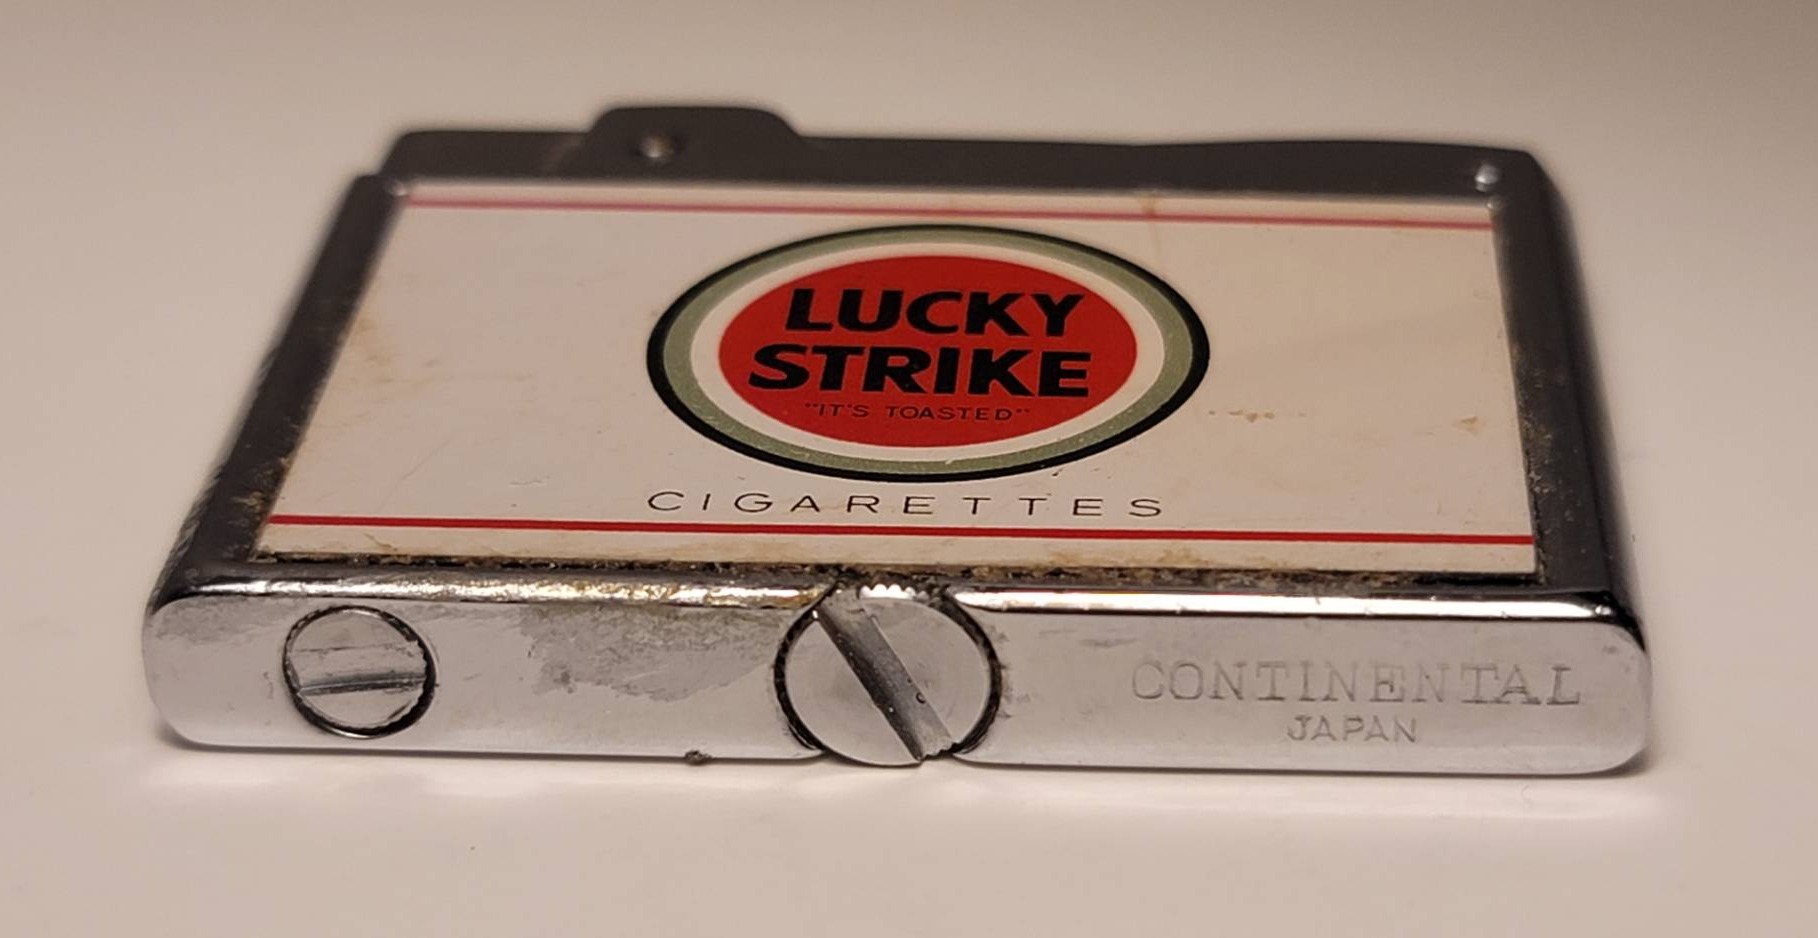 LUCKY
STRIKE
"IT'S TOASTED"
CIGARETTES
CONTINENTAL
JAPAN